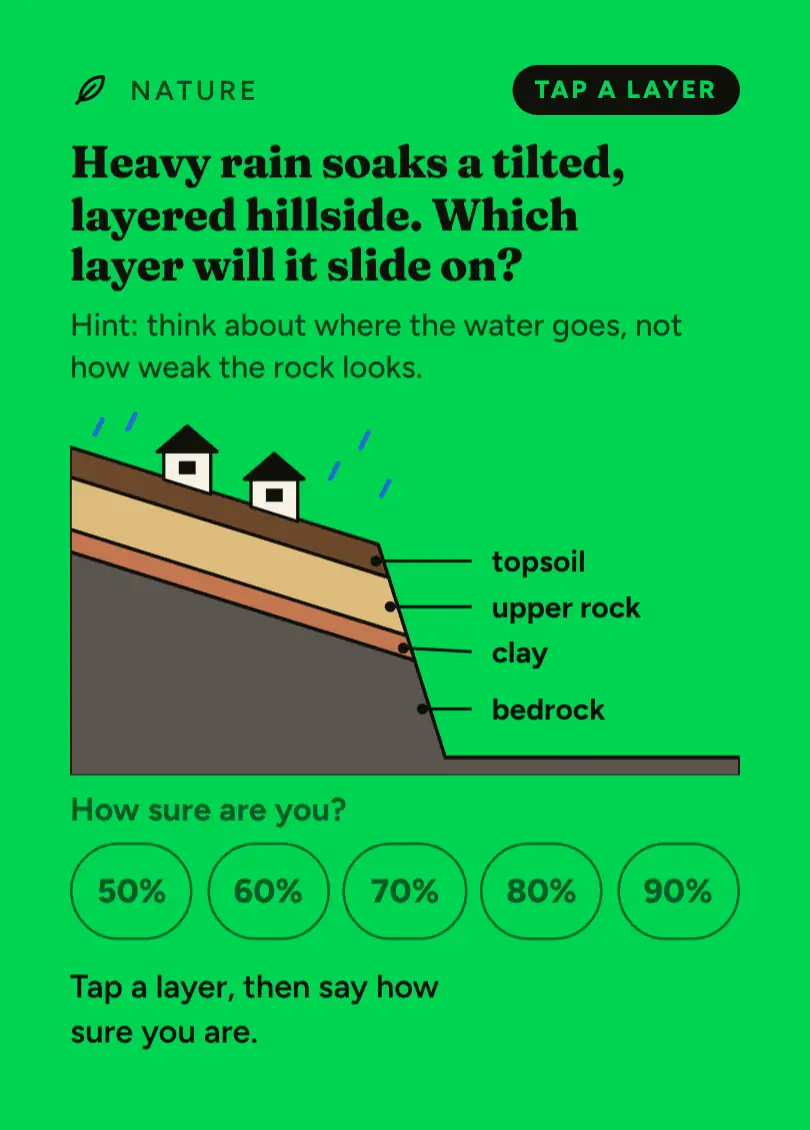 NATURE
TAP A LAYER
Heavy rain soaks a tilted,
layered hillside. Which
layer will it slide on?
Hint: think about where the water goes, not
how weak the rock looks.
topsoil
upper rock
clay
bedrock
How sure are you?
50%
60%
70%
80%
90%
Tap a layer, then say how
sure you are.